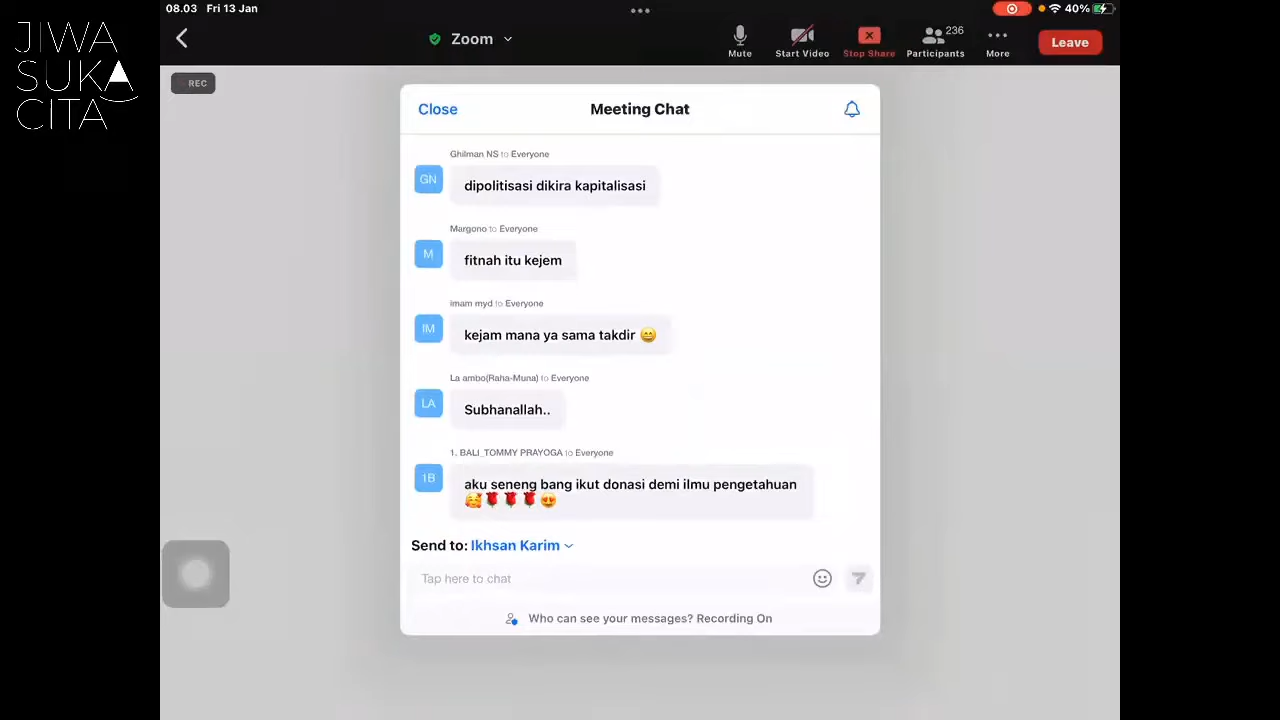 JIWA
SUKA
CITA
08.03 Fri 13 Jan
40%
Zoom
Mute
Start Video
Stop Share
236
Participants
More
Leave
REC
Close
Meeting Chat
Ghilman NS to Everyone
GN
dipolitisasi dikira kapitalisasi
Margono to Everyone
M
fitnah itu kejem
imam myd to Everyone
IM
kejam mana ya sama takdir 😄
La ambo(Raha-Muna) to Everyone
LA
Subhanallah..
1. BALI_TOMMY PRAYOGA to Everyone
1B
aku seneng bang ikut donasi demi ilmu pengetahuan
🥰🌹🌹🌹😍
Send to: Ikhsan Karim
Tap here to chat
Who can see your messages? Recording On